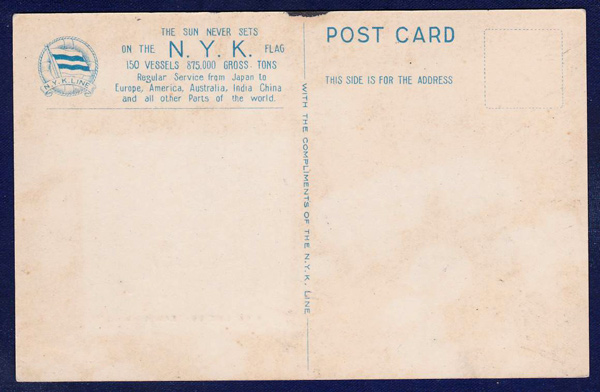 THE SUN NEVER SETS
ON THE N.Y.K. FLAG
150 VESSELS 875.000 GROSS TONS
Regular Service from Japan to
Europe, America, Australia, India China
and all other Parts of the world.
N.Y.K. LINE
WITH THE COMPLIMENTS OF THE N.Y.K. LINE
POST CARD
THIS SIDE IS FOR THE ADDRESS